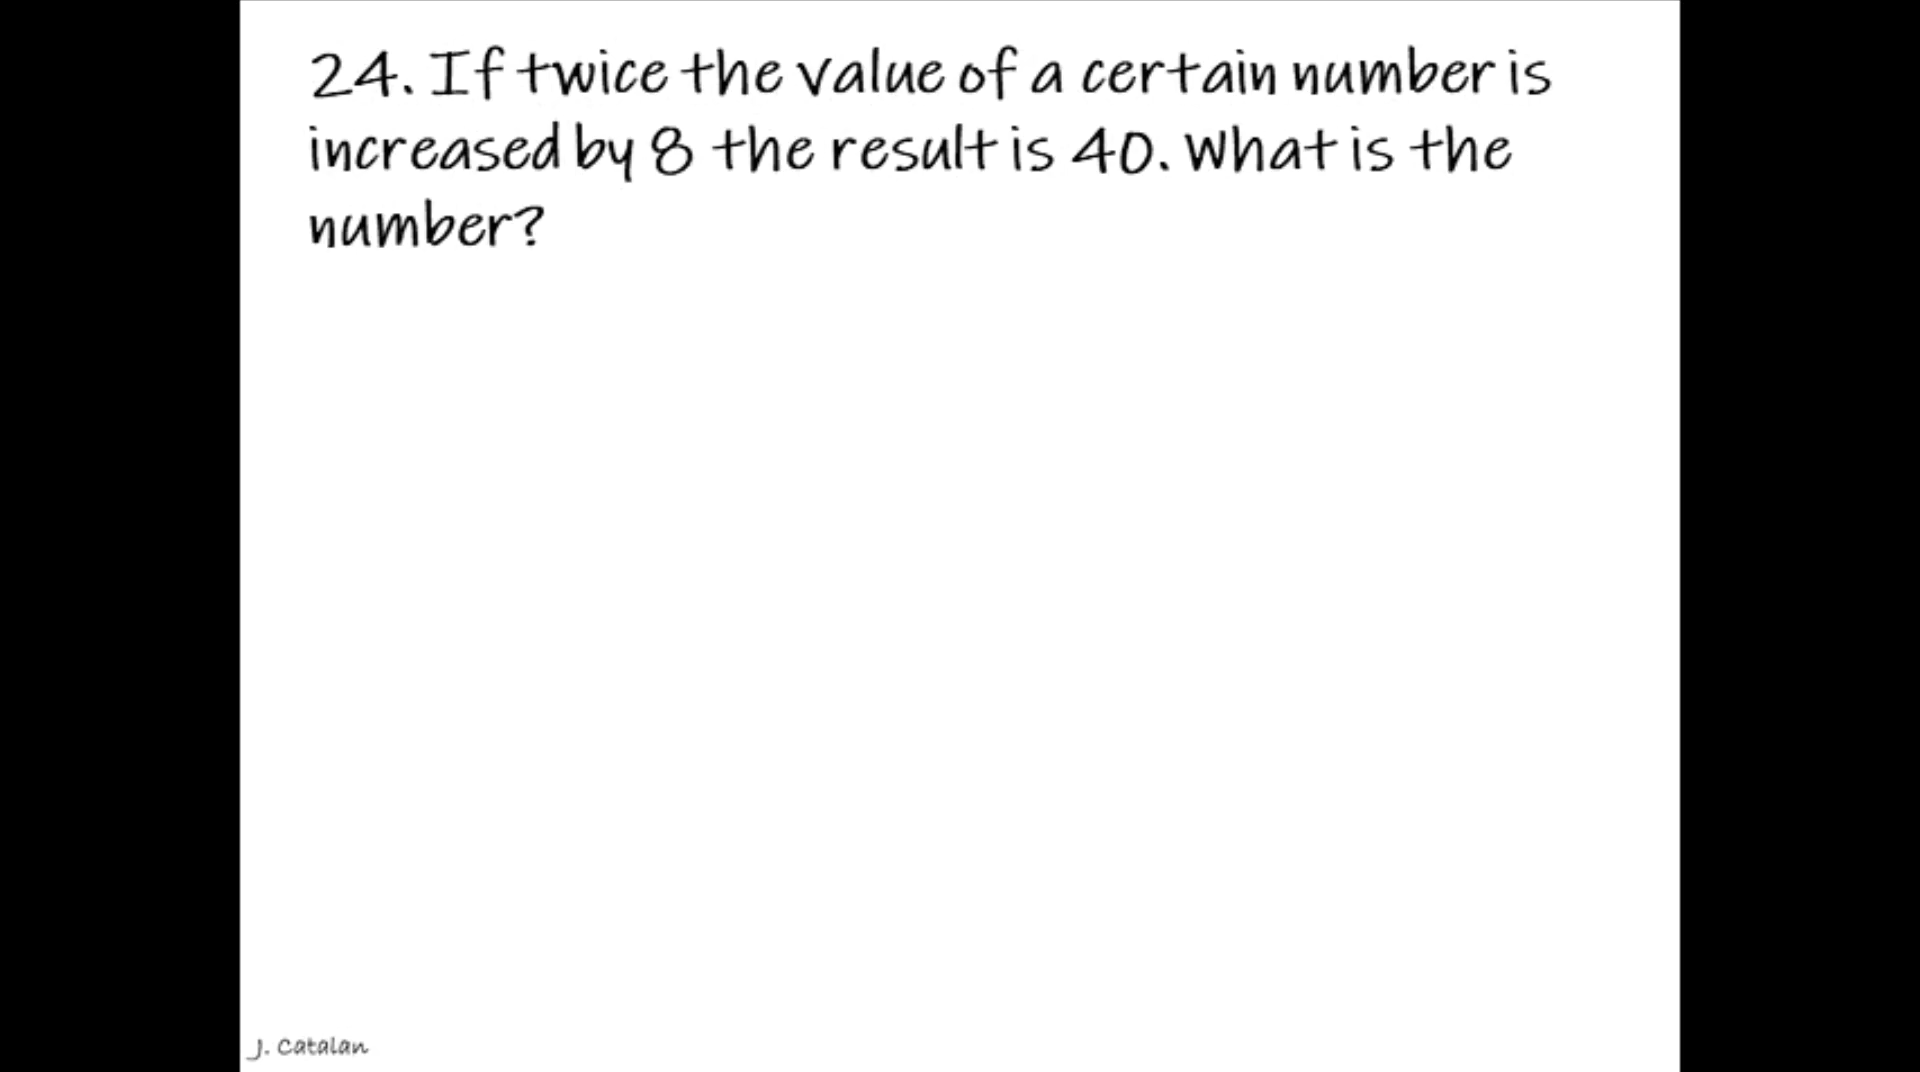 24. If twice the value of a certain number is
increased by 8 the result is 40. What is the
number?
J. Catalan